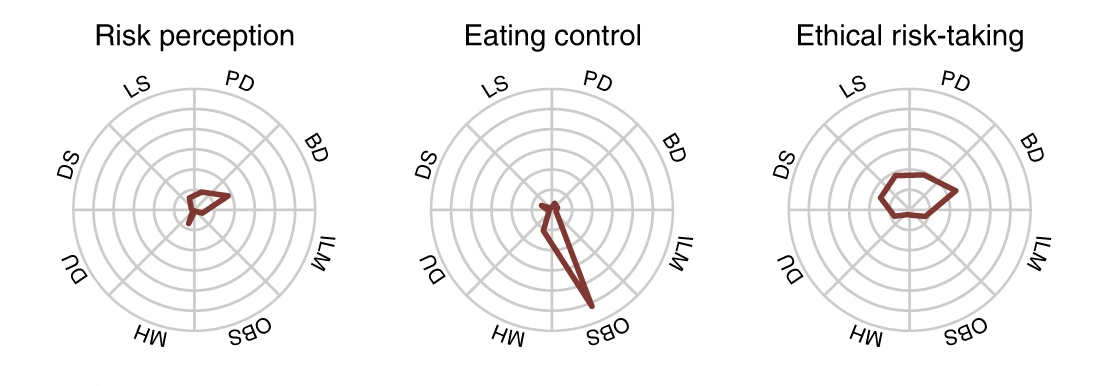 Risk perception
LS
PD
DS
BD
DU
ILM
MH
OBS
Eating control
LS
PD
DS
BD
DU
ILM
MH
OBS
Ethical risk-taking
LS
PD
DS
BD
DU
ILM
MH
OBS